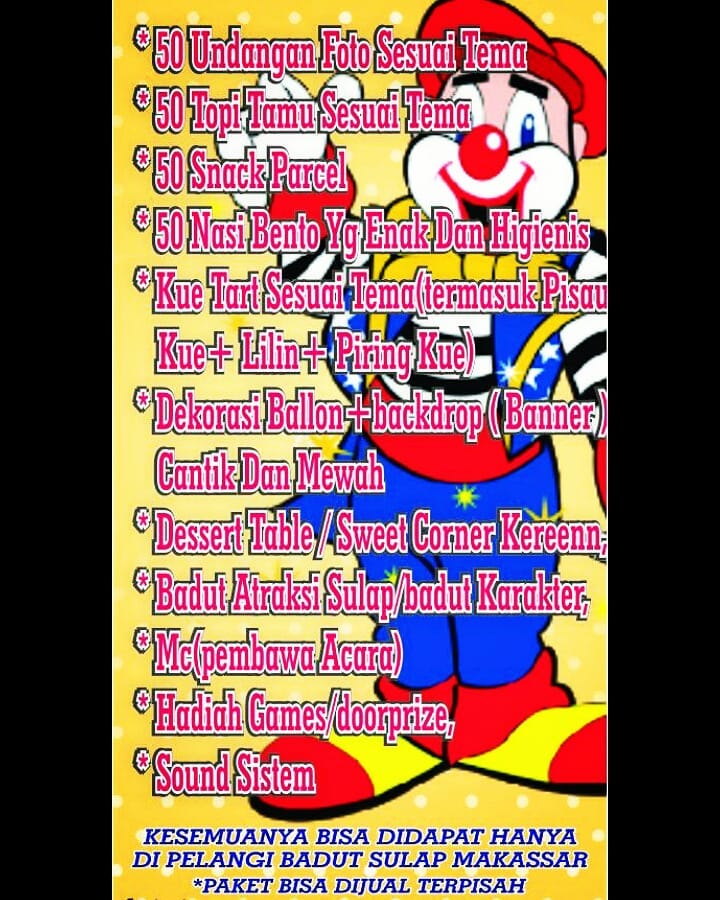 * 50 Undangan Foto Sesuai Tema
* 50 Topi Tamu Sesuai Tema
* 50 Snack Parcel
* 50 Nasi Bento Yg Enak Dan Higienis
* Kue Tart Sesuai Tema(termasuk Pisau
Kue+ Lilin+ Piring Kue)
* Dekorasi Ballon+backdrop ( Banner )
Cantik Dan Mewah
* Dessert Table / Sweet Corner Kereenn,
* Badut Atraksi Sulap/badut Karakter,
* Mc(pembawa Acara)
* Hadiah Games/doorprize,
* Sound Sistem
KESEMUANYA BISA DIDAPAT HANYA
DI PELANGI BADUT SULAP MAKASSAR
*PAKET BISA DIJUAL TERPISAH